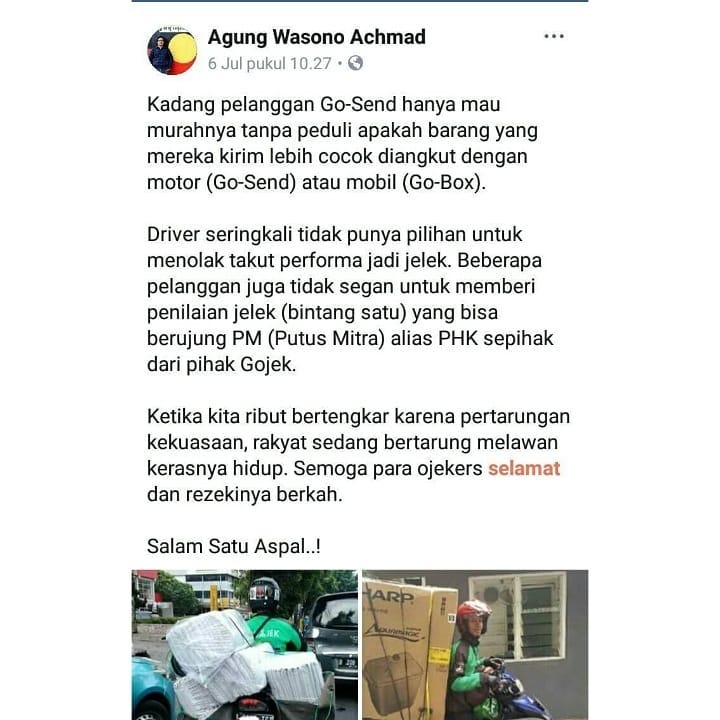 Agung Wasono Achmad
6 Jul pukul 10.27 •
Kadang pelanggan Go-Send hanya mau
murahnya tanpa peduli apakah barang yang
mereka kirim lebih cocok diangkut dengan
motor (Go-Send) atau mobil (Go-Box).
Driver seringkali tidak punya pilihan untuk
menolak takut performa jadi jelek. Beberapa
pelanggan juga tidak segan untuk memberi
penilaian jelek (bintang satu) yang bisa
berujung PM (Putus Mitra) alias PHK sepihak
dari pihak Gojek.
Ketika kita ribut bertengkar karena pertarungan
kekuasaan, rakyat sedang bertarung melawan
kerasnya hidup. Semoga para ojekers selamat
dan rezekinya berkah.
Salam Satu Aspal..!